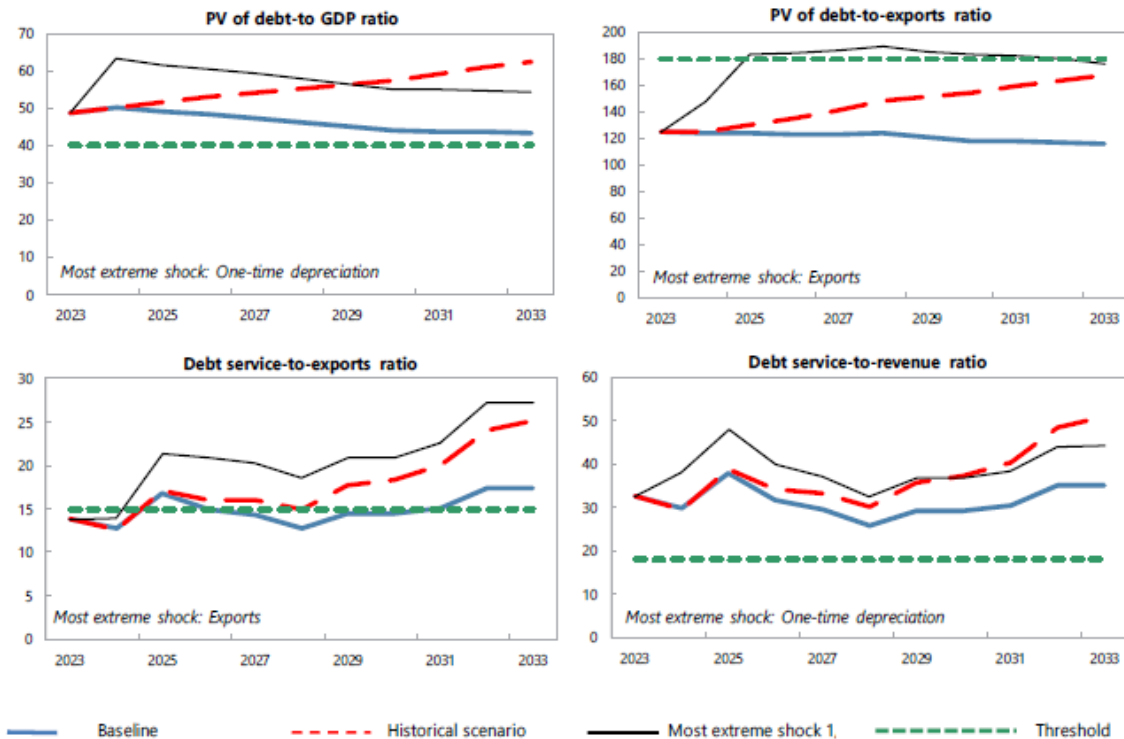 PV of debt-to GDP ratio
70
60
50
40
30
20
10
0
Most extreme shock: One-time depreciation
2023 2025 2027 2029 2031 2033
PV of debt-to-exports ratio
200
180
160
140
120
100
80
60
40
20
0
Most extreme shock: Exports
2023 2025 2027 2029 2031 2033
Debt service-to-exports ratio
30
25
20
15
10
5
0
Most extreme shock: Exports
2023 2025 2027 2029 2031 2033
Debt service-to-revenue ratio
60
50
40
30
20
10
0
Most extreme shock: One-time depreciation
2023 2025 2027 2029 2031 2033
Baseline Historical scenario Most extreme shock 1, Threshold